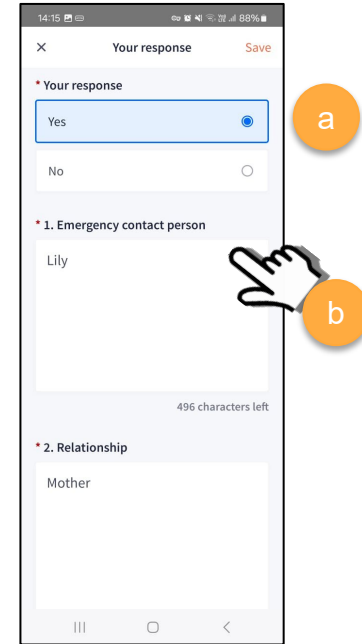 14:15 88%
Your response Save
* Your response
Yes
a
No
* 1. Emergency contact person
Lily
b
496 characters left
* 2. Relationship
Mother